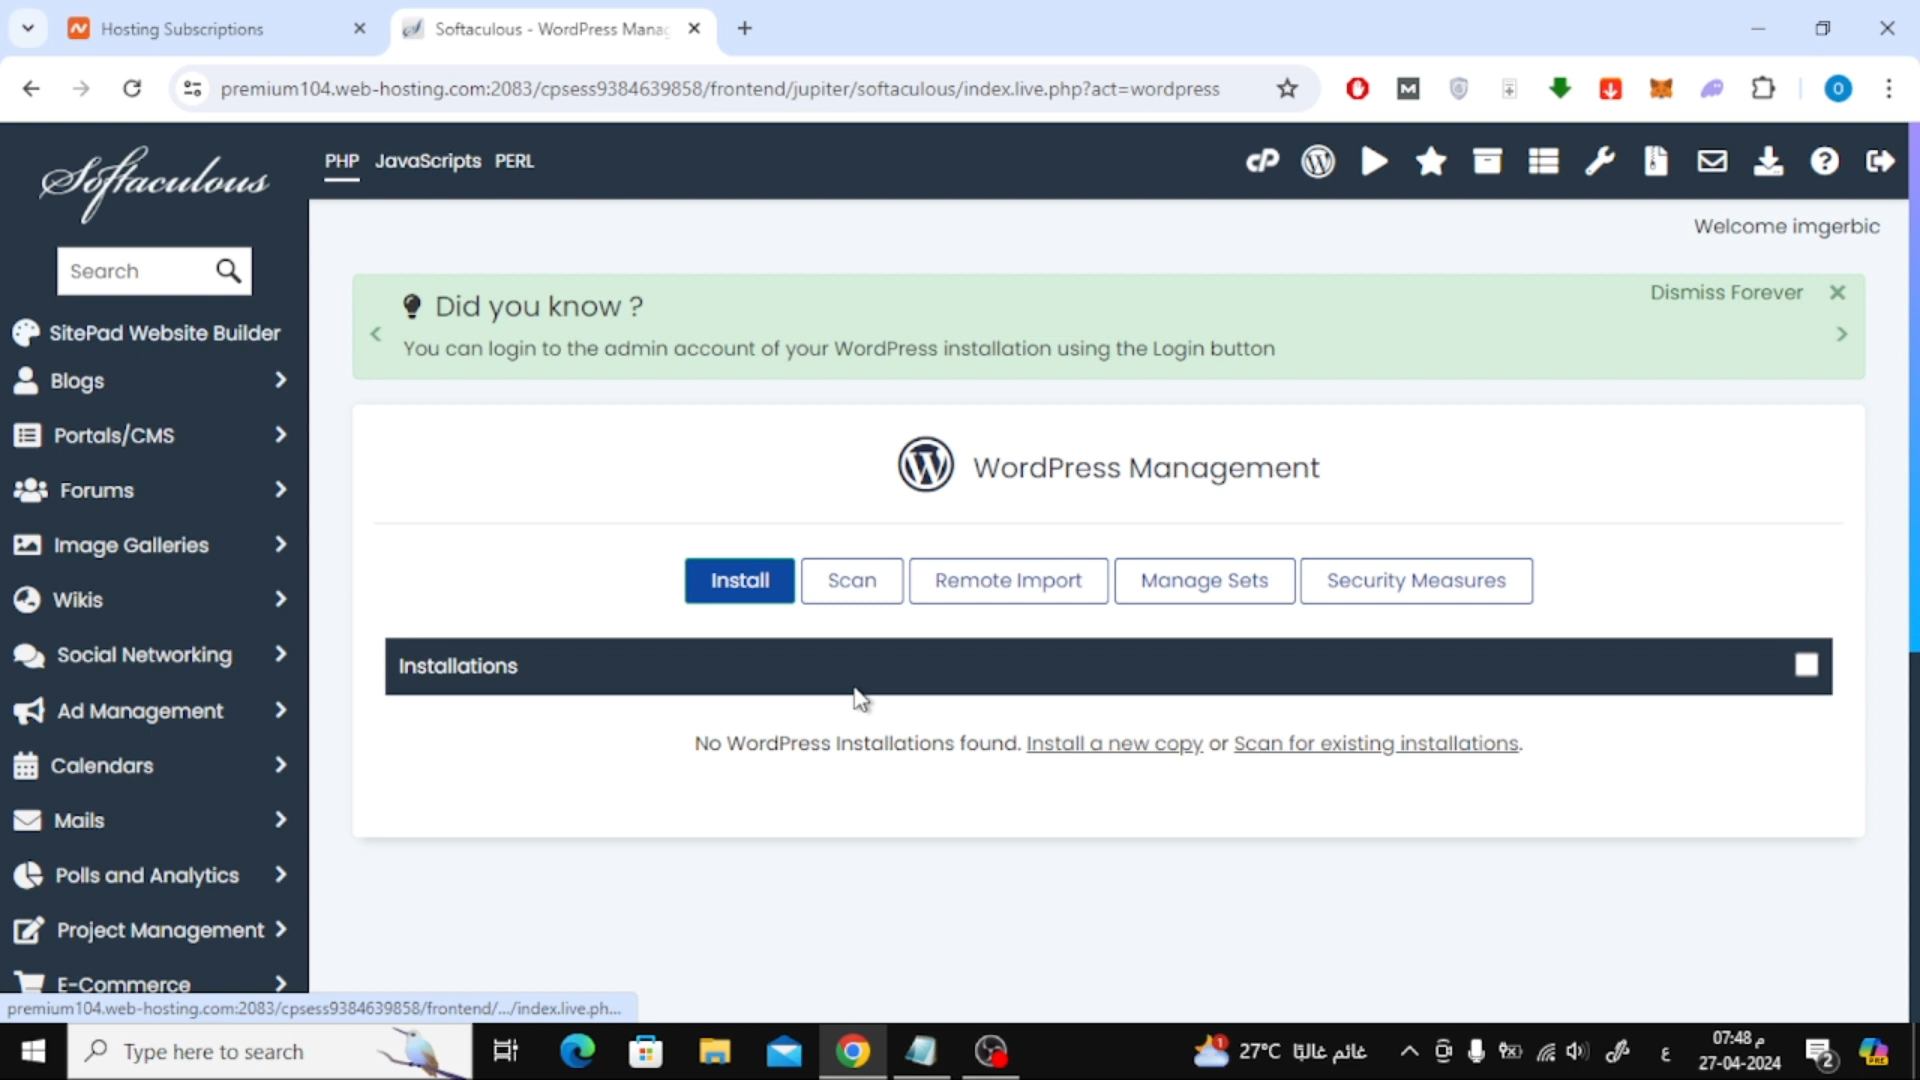 Hosting Subscriptions
Softaculous - WordPress Manag
premium104.web-hosting.com:2083/cpsess9384639858/frontend/jupiter/softaculous/index.live.php?act=wordpress
Softaculous
PHP JavaScripts PERL
Welcome imgerbic
Search
SitePad Website Builder
Blogs
Portals/CMS
Forums
Image Galleries
Wikis
Social Networking
Ad Management
Calendars
Mails
Polls and Analytics
Project Management
E-Commerce
Did you know ?
Dismiss Forever
You can login to the admin account of your WordPress installation using the Login button
WordPress Management
Install
Scan
Remote Import
Manage Sets
Security Measures
Installations
No WordPress Installations found. Install a new copy or Scan for existing installations.
premium104.web-hosting.com:2083/cpsess9384639858/frontend/.../index.live.ph...
Type here to search
27°C غائم غالبًا
ع
07:48 م
27-04-2024
2